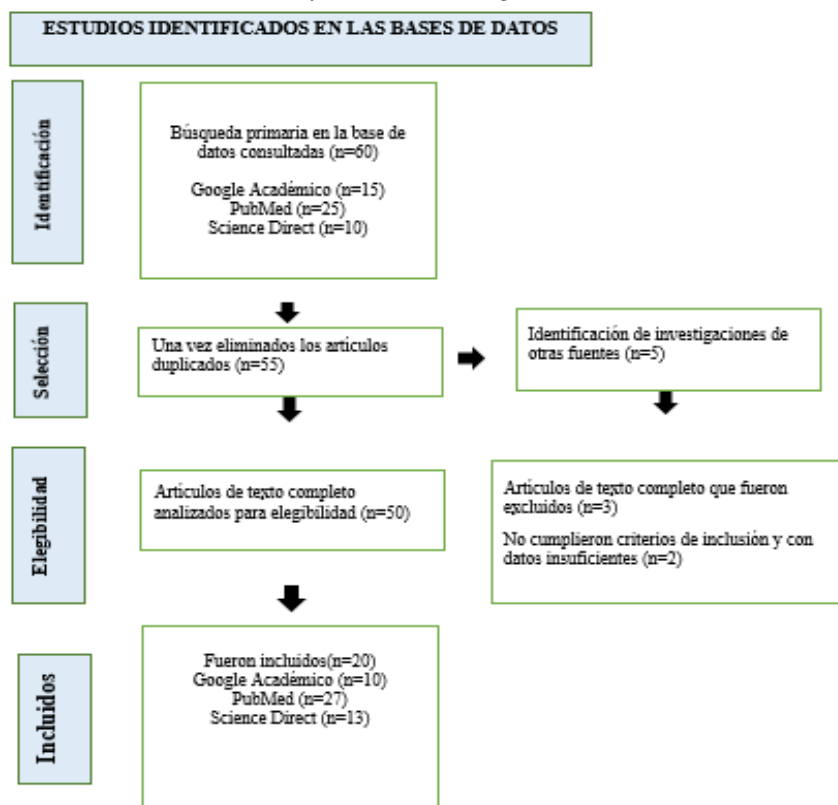 ESTUDIOS IDENTIFICADOS EN LAS BASES DE DATOS
Identificación
Búsqueda primaria en la base de
datos consultadas (n=60)
Google Académico (n=15)
PubMed (n=25)
Science Direct (n=10)
Selección
Una vez eliminados los artículos
duplicados (n=55)
Identificación de investigaciones de
otras fuentes (n=5)
Elegibilidad
Artículos de texto completo
analizados para elegibilidad (n=50)
Artículos de texto completo que fueron
excluidos (n=3)
No cumplieron criterios de inclusión y con
datos insuficientes (n=2)
Incluidos
Fueron incluidos(n=20)
Google Académico (n=10)
PubMed (n=27)
Science Direct (n=13)